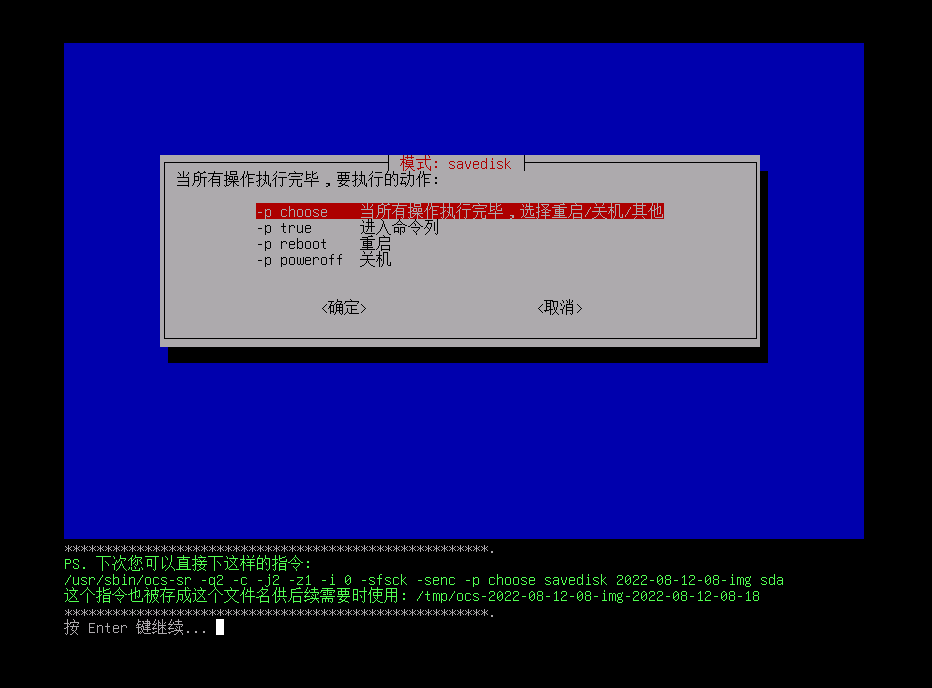 模式: savedisk
当所有操作执行完毕，要执行的动作:
-p choose 当所有操作执行完毕，选择重启/关机/其他
-p true 进入命令列
-p reboot 重启
-p poweroff 关机
<确定> <取消>
*****************************************************.
PS. 下次您可以直接下这样的指令:
/usr/sbin/ocs-sr -q2 -c -j2 -z1 -i 0 -sfsck -senc -p choose savedisk 2022-08-12-08-img sda
这个指令也被存成这个文件名供后续需要时使用: /tmp/ocs-2022-08-12-08-img-2022-08-12-08-18
*****************************************************.
按 Enter 键继续...